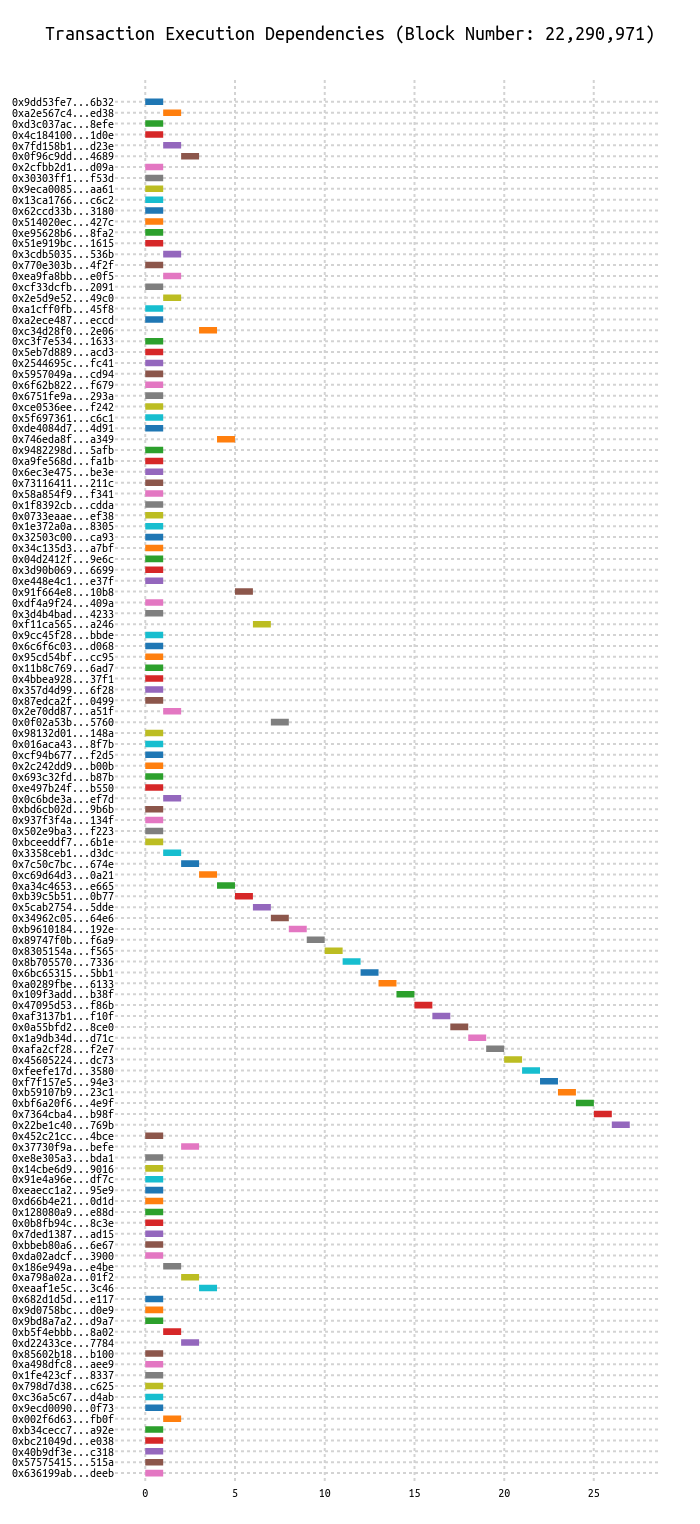 Transaction Execution Dependencies (Block Number: 22,290,971)
0x9dd53fe7...6b32
0xa2e567c4...ed38
0xd3c037ac...8efe
0x4c184100...1d0e
0x7fd158b1...d23e
0x0f96c9dd...4689
0x2cfbb2d1...d09a
0x30303ff1...f53d
0x9eca0085...aa61
0x13ca1766...c6c2
0x62ccd33b...3180
0x514020ec...427c
0xe95628b6...8fa2
0x51e919bc...1615
0x3cdb5035...536b
0x770e303b...4f2f
0xea9fa8bb...e0f5
0xcf33dcfb...2091
0x2e5d9e52...49c0
0xa1cff0fb...45f8
0xa2ece487...eccd
0xc34d28f0...2e06
0xc3f7e534...1633
0x5eb7d889...acd3
0x2544695c...fc41
0x5957049a...cd94
0x6f62b822...f679
0x6751fe9a...293a
0xce0536ee...f242
0x5f697361...c6c1
0xde4084d7...4d91
0x746eda8f...a349
0x9482298d...5afb
0xa9fe568d...fa1b
0x6ec3e475...be3e
0x73116411...211c
0x58a854f9...f341
0x1f8392cb...cdda
0x0733eaae...ef38
0x1e372a0a...8305
0x32503c00...ca93
0x34c135d3...a7bf
0x04d2412f...9e6c
0x3d90b069...6699
0xe448e4c1...e37f
0x91f664e8...10b8
0xdf4a9f24...409a
0x3d4b4bad...4233
0xf11ca565...a246
0x9cc45f28...bbde
0x6c6f6c03...d068
0x95cd54bf...cc95
0x11b8c769...6ad7
0x4bbea928...37f1
0x357d4d99...6f28
0x87edca2f...0499
0x2e70dd87...a51f
0x0f02a53b...5760
0x98132d01...148a
0x016aca43...8f7b
0xcf94b677...f2d5
0x2c242dd9...b00b
0x693c32fd...b87b
0xe497b24f...b550
0x0c6bde3a...ef7d
0xbd6cb02d...9b6b
0x937f3f4a...134f
0x502e9ba3...f223
0xbceeddf7...6b1e
0x3358ceb1...d3dc
0x7c50c7bc...674e
0xc69d64d3...0a21
0xa34c4653...e665
0xb39c5b51...0b77
0x5cab2754...5dde
0x34962c05...64e6
0xb9610184...192e
0x89747f0b...f6a9
0x8305154a...f565
0x8b705570...7336
0x6bc65315...5bb1
0xa0289fbe...6133
0x109f3add...b38f
0x47095d53...f86b
0xaf3137b1...f10f
0x0a55bfd2...8ce0
0x1a9db34d...d71c
0xafa2cf28...f2e7
0x45605224...dc73
0xfeefe17d...3580
0xf7f157e5...94e3
0xb59107b9...23c1
0xbf6a20f6...4e9f
0x7364cba4...b98f
0x22be1c40...769b
0x452c21cc...4bce
0x37730f9a...befe
0xe8e305a3...bda1
0x14cbe6d9...9016
0x91e4a96e...df7c
0xeaecc1a2...95e9
0xd66b4e21...0d1d
0x128080a9...e88d
0x0b8fb94c...8c3e
0x7ded1387...ad15
0xbbeb80a6...6e67
0xda02adcf...3900
0x186e949a...e4be
0xa798a02a...01f2
0xeaaf1e5c...3c46
0x682d1d5d...e117
0x9d0758bc...d0e9
0x9bd8a7a2...d9a7
0xb5f4ebbb...8a02
0xd22433ce...7784
0x85602b18...b100
0xa498dfc8...aee9
0x1fe423cf...8337
0x798d7d38...c625
0xc36a5c67...d4ab
0x9ecd0090...0f73
0x002f6d63...fb0f
0xb34cecc7...a92e
0xbc21049d...e038
0x40b9df3e...c318
0x57575415...515a
0x636199ab...deeb
0 5 10 15 20 25